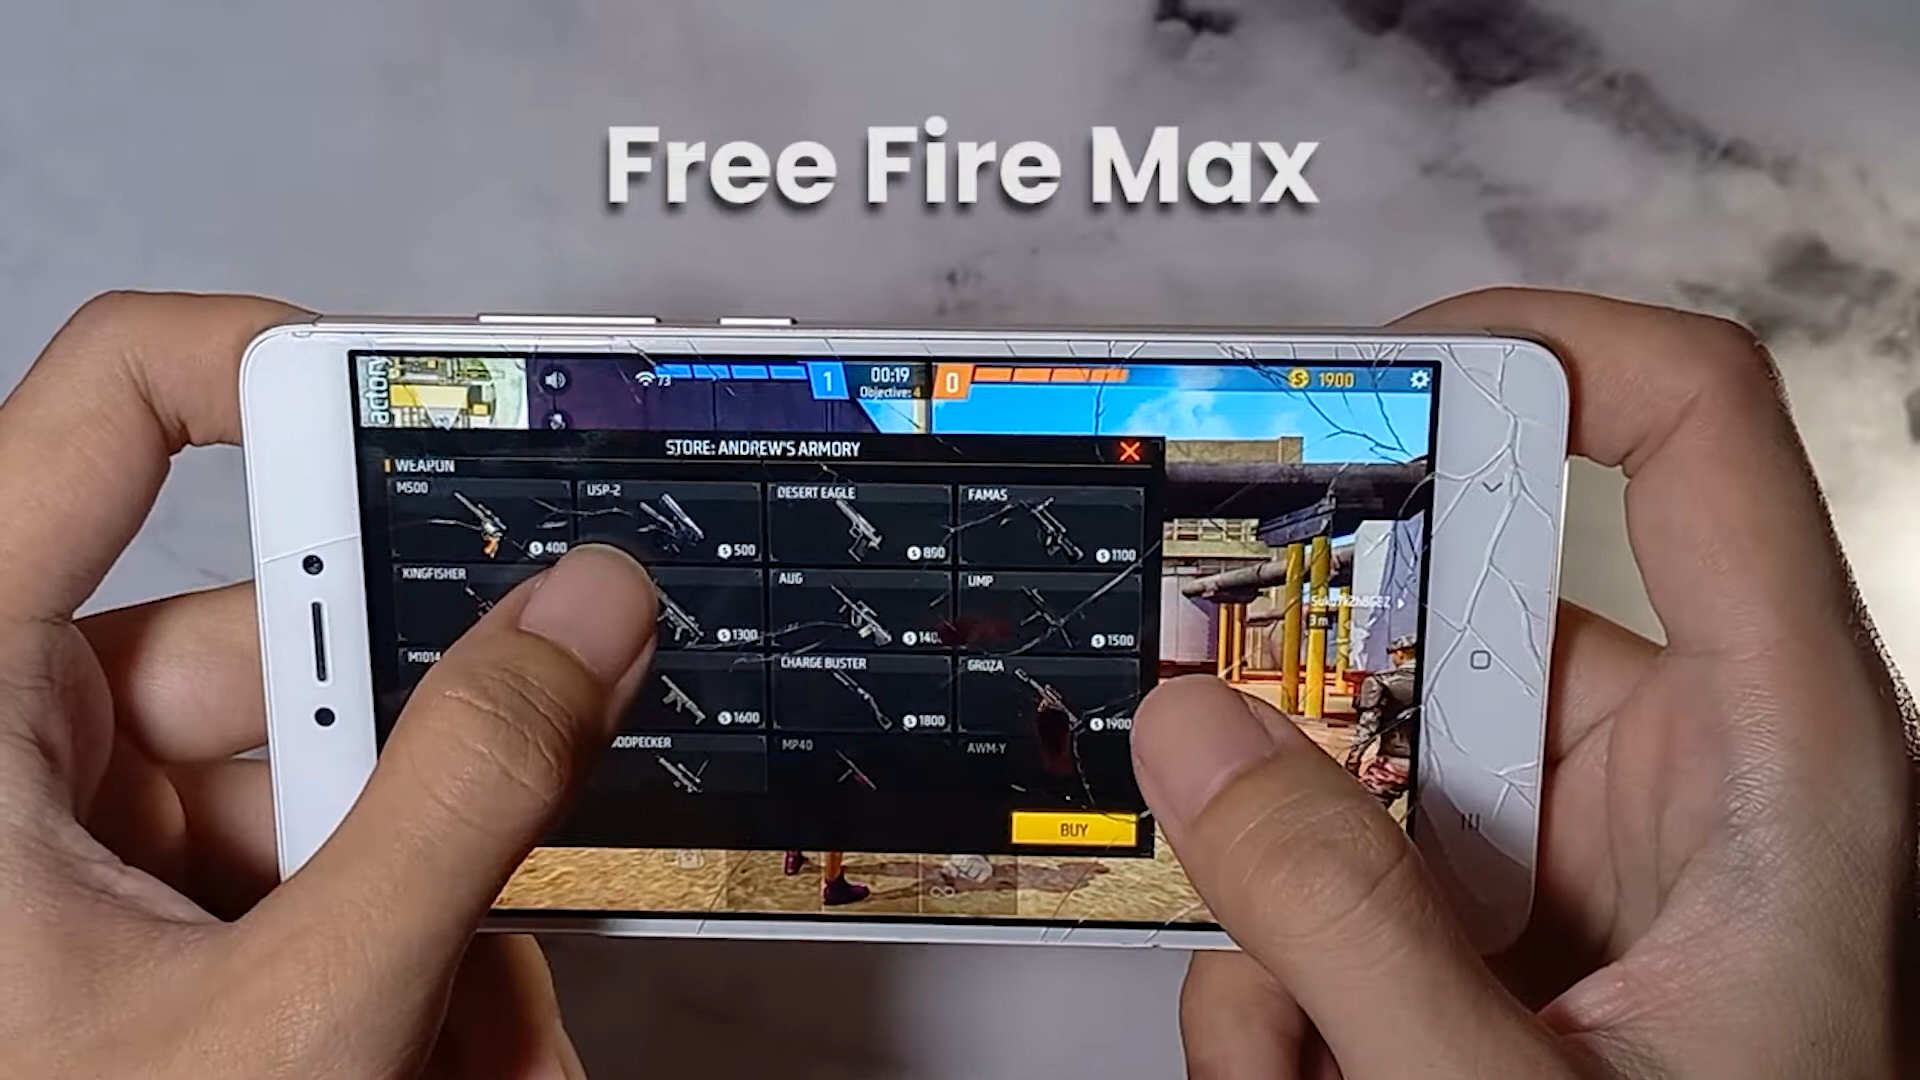 Free Fire Max
actory
73
1
00:19
0
1900
Objective: 4
STORE: ANDREW'S ARMORY
WEAPON
M500
400
USP-2
500
DESERT EAGLE
FAMAS
1100
KINGFISHER
1300
AUG
UMP
1500
M1014
1600
CHARGE BUSTER
1800
GROZA
1900
MP40
AWM-Y
BUY
3m